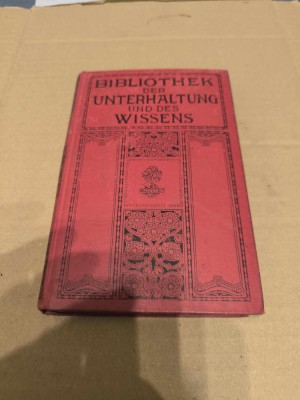 BIBLIOTHEK
DER
UNTERHALTUNG
UND DES
WISSENS